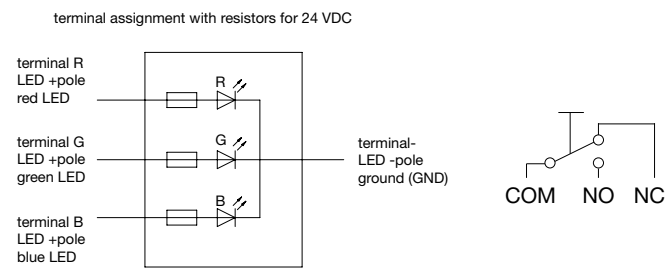 terminal assignment with resistors for 24 VDC
terminal R
LED +pole
red LED
R
terminal G
LED +pole
green LED
G
terminal-
LED -pole
ground (GND)
terminal B
LED +pole
blue LED
B
COM NO NC